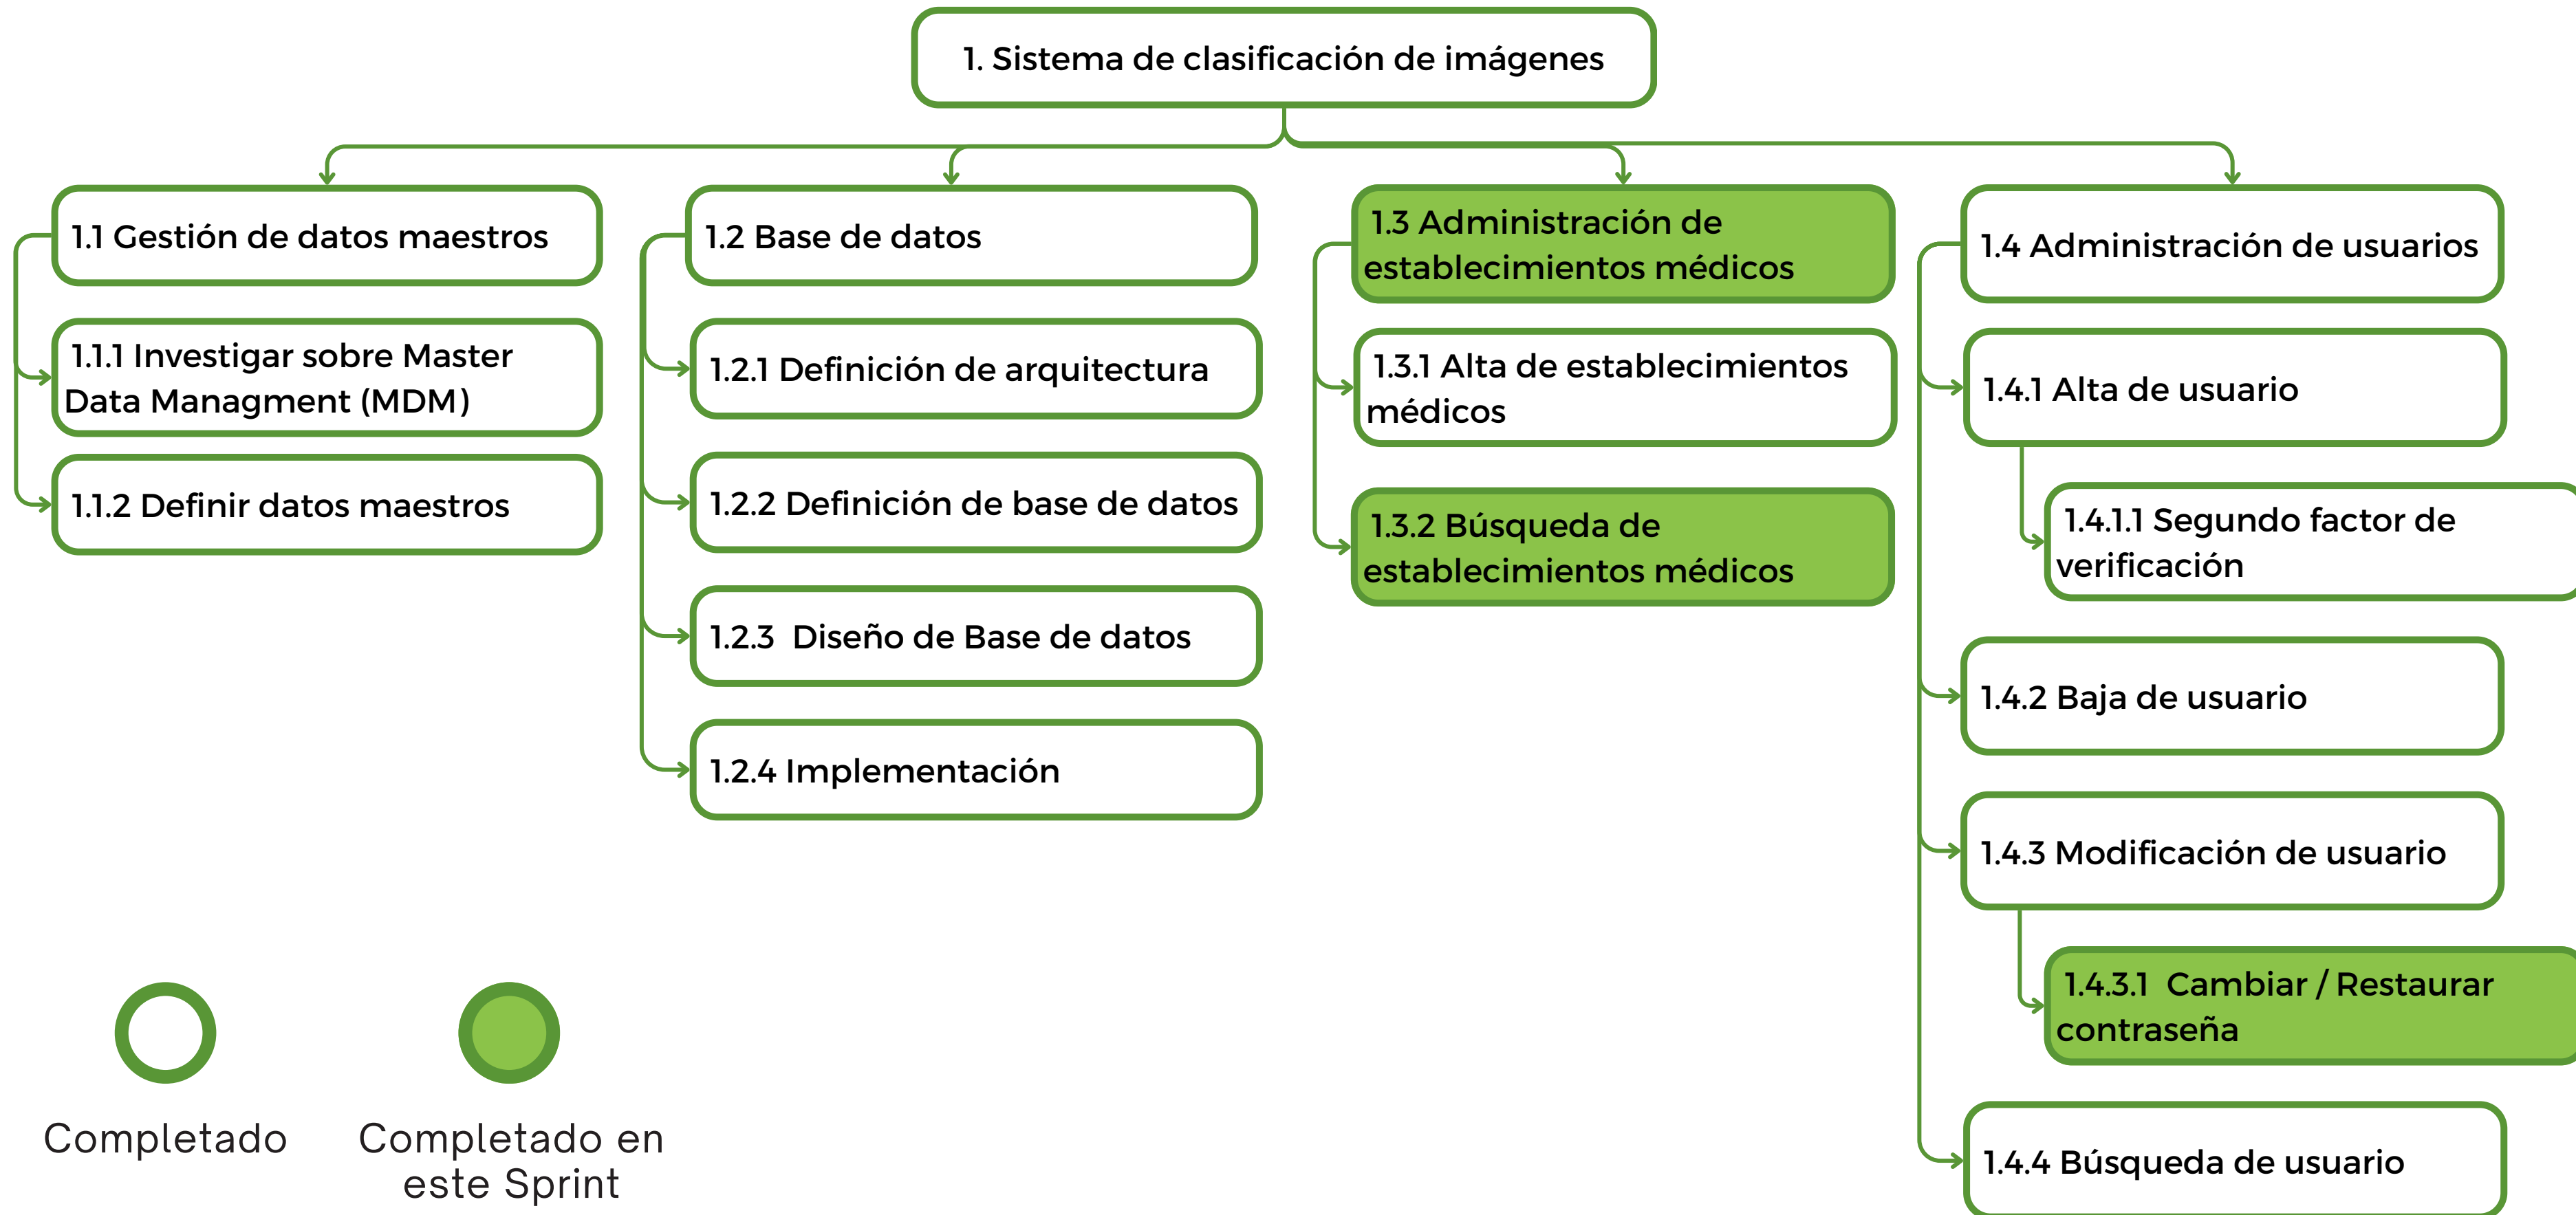 1. Sistema de clasificación de imágenes
1.1 Gestión de datos maestros
1.1.1 Investigar sobre Master
Data Managment (MDM)
1.1.2 Definir datos maestros
1.2 Base de datos
1.2.1 Definición de arquitectura
1.2.2 Definición de base de datos
1.2.3 Diseño de Base de datos
1.2.4 Implementación
1.3 Administración de
establecimientos médicos
1.3.1 Alta de establecimientos
médicos
1.3.2 Búsqueda de
establecimientos médicos
1.4 Administración de usuarios
1.4.1 Alta de usuario
1.4.1.1 Segundo factor de
verificación
1.4.2 Baja de usuario
1.4.3 Modificación de usuario
1.4.3.1 Cambiar / Restaurar
contraseña
1.4.4 Búsqueda de usuario
Completado
Completado en
este Sprint